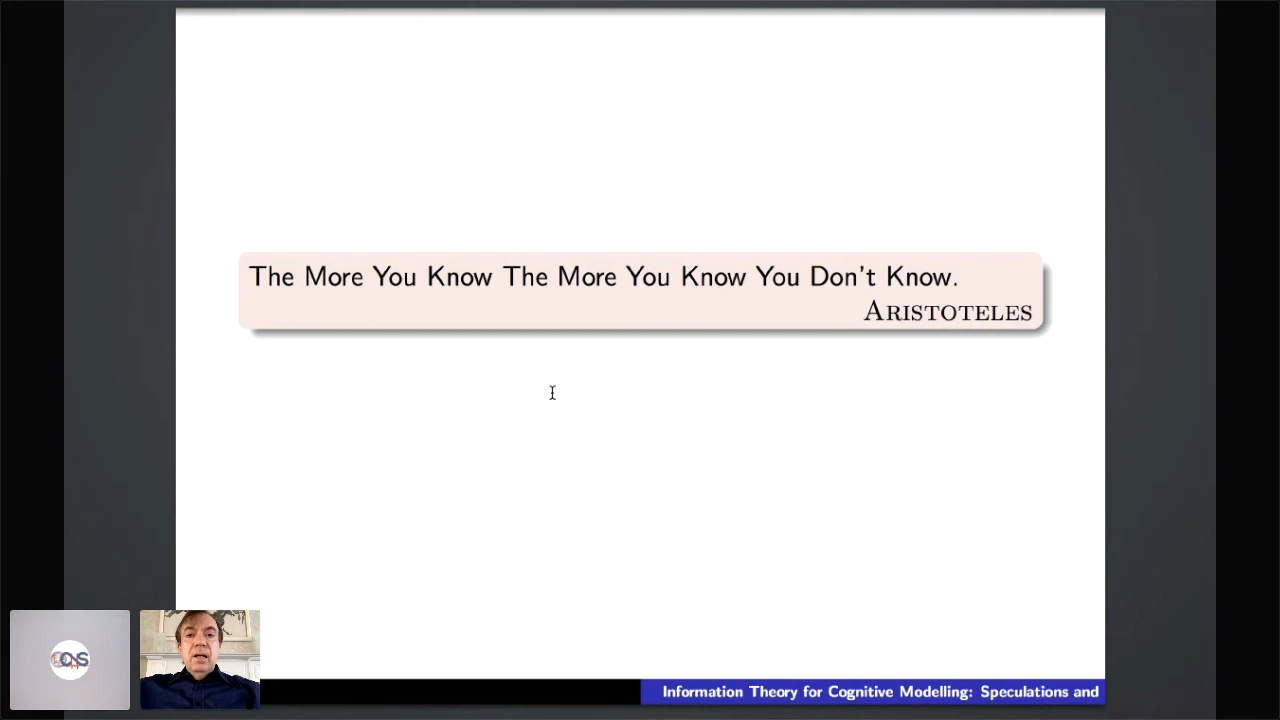 The More You Know The More You Know You Don't Know.
ARISTOTELES
Information Theory for Cognitive Modelling: Speculations and